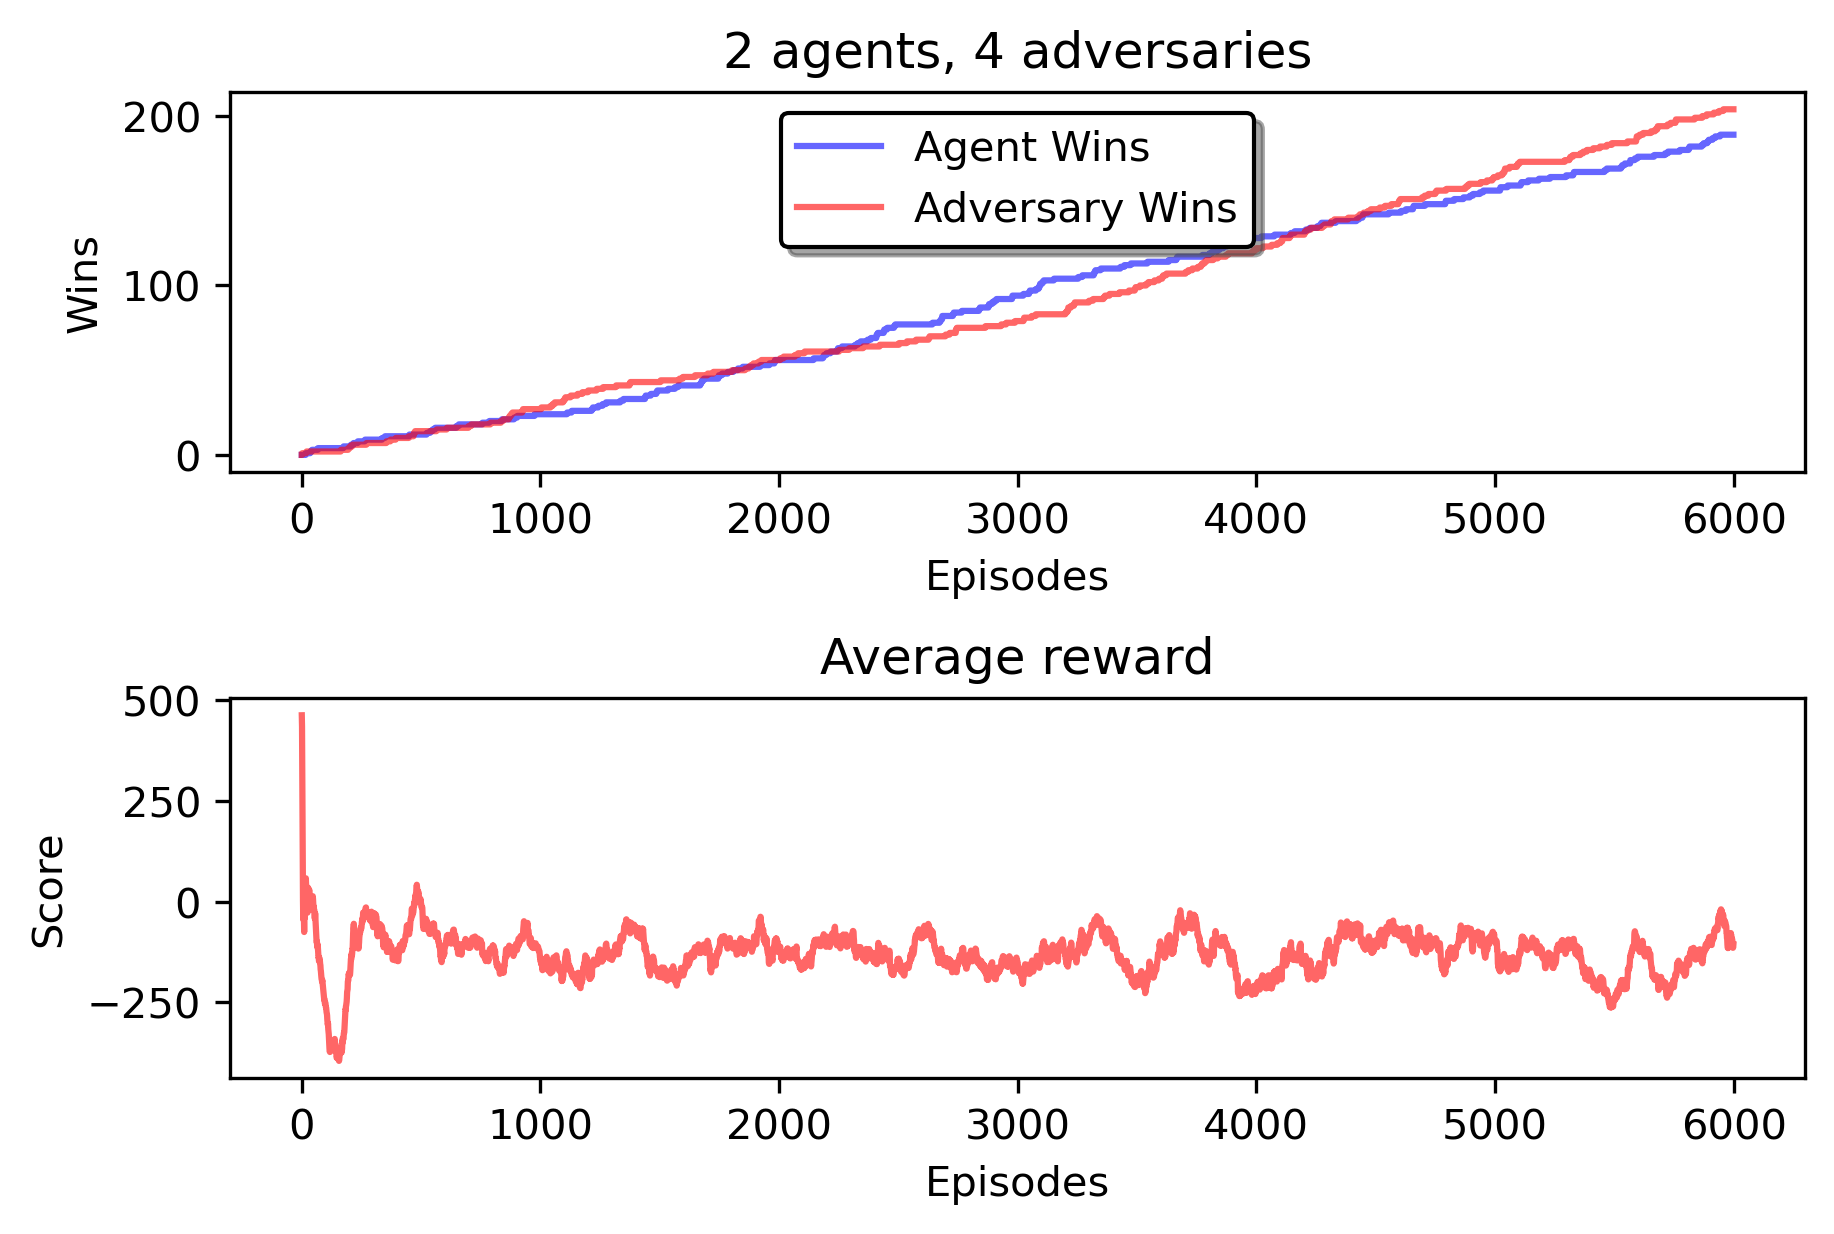 2 agents, 4 adversaries
200
100
0
Wins
Agent Wins
Adversary Wins
0 1000 2000 3000 4000 5000 6000
Episodes
Average reward
500
250
0
−250
Score
0 1000 2000 3000 4000 5000 6000
Episodes